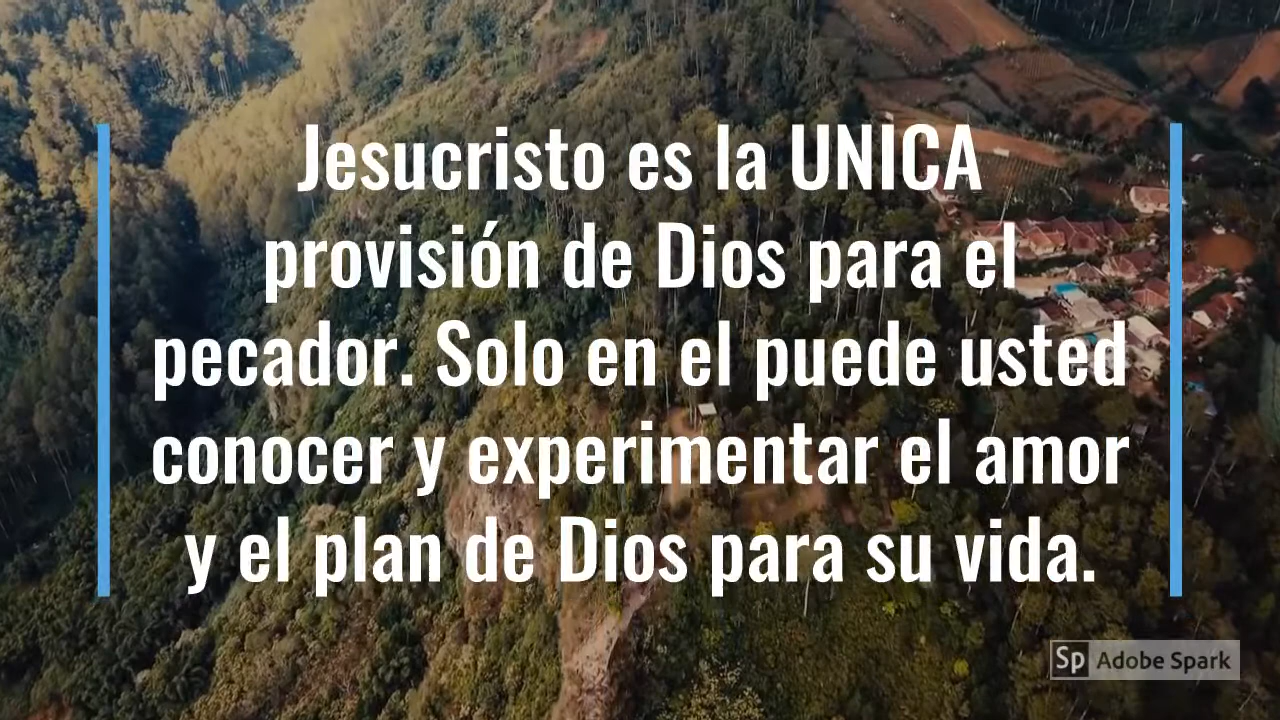 Jesucristo es la UNICA
provisión de Dios para el
pecador. Solo en el puede usted
conocer y experimentar el amor
y el plan de Dios para su vida.
Sp Adobe Spark